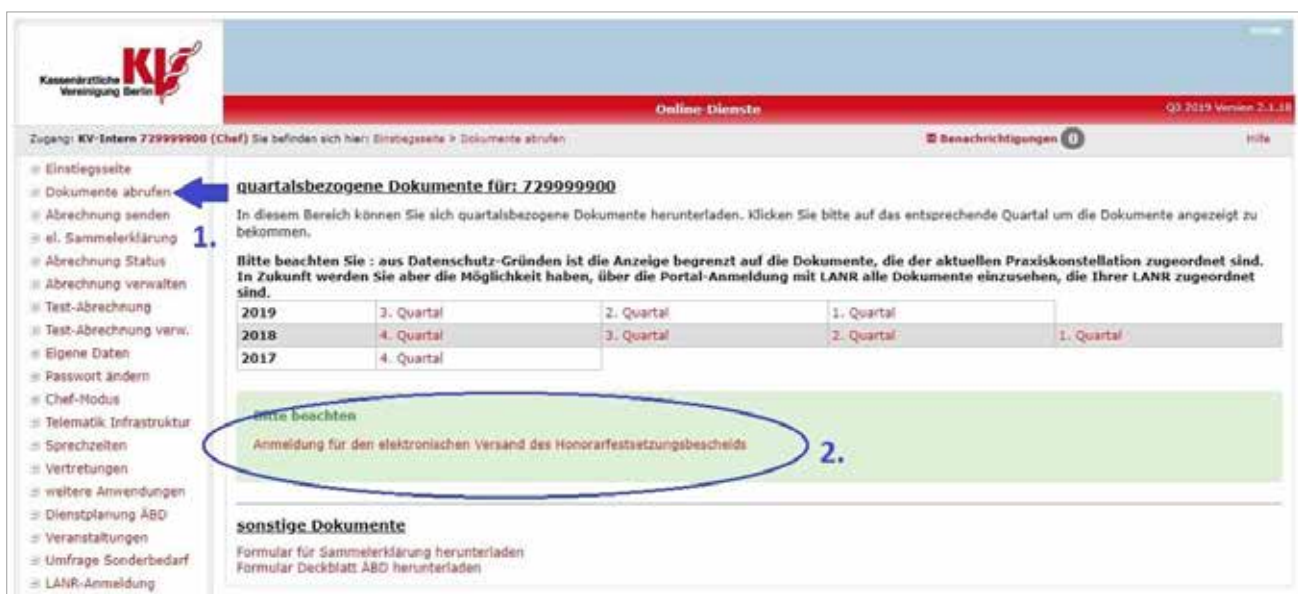 Kassenärztliche
Vereinigung Berlin
KV
Online-Dienste
Q3 2019 Version 2.1.18
Zugang: KV-Intern 729999900 (Chef) Sie befinden sich hier: Einstiegsseite > Dokumente abrufen
Benachrichtigungen 0
Hilfe
Einstiegsseite
Dokumente abrufen
Abrechnung senden
el. Sammelerklärung
Abrechnung Status
Abrechnung verwalten
Test-Abrechnung
Test-Abrechnung verw.
Eigene Daten
Passwort ändern
Chef-Modus
Telematik Infrastruktur
Sprechzeiten
Vertretungen
weitere Anwendungen
Dienstplanung ÄBD
Veranstaltungen
Umfrage Sonderbedarf
LANR-Anmeldung
1.
quartalsbezogene Dokumente für: 729999900
In diesem Bereich können Sie sich quartalsbezogene Dokumente herunterladen. Klicken Sie bitte auf das entsprechende Quartal um die Dokumente angezeigt zu
bekommen.
Bitte beachten Sie : aus Datenschutz-Gründen ist die Anzeige begrenzt auf die Dokumente, die der aktuellen Praxiskonstellation zugeordnet sind.
In Zukunft werden Sie aber die Möglichkeit haben, über die Portal-Anmeldung mit LANR alle Dokumente einzusehen, die Ihrer LANR zugeordnet
sind.
2019 3. Quartal 2. Quartal 1. Quartal
2018 4. Quartal 3. Quartal 2. Quartal 1. Quartal
2017 4. Quartal
Bitte beachten
Anmeldung für den elektronischen Versand des Honorarfestsetzungsbescheids
2.
sonstige Dokumente
Formular für Sammelerklärung herunterladen
Formular Deckblatt ÄBD herunterladen